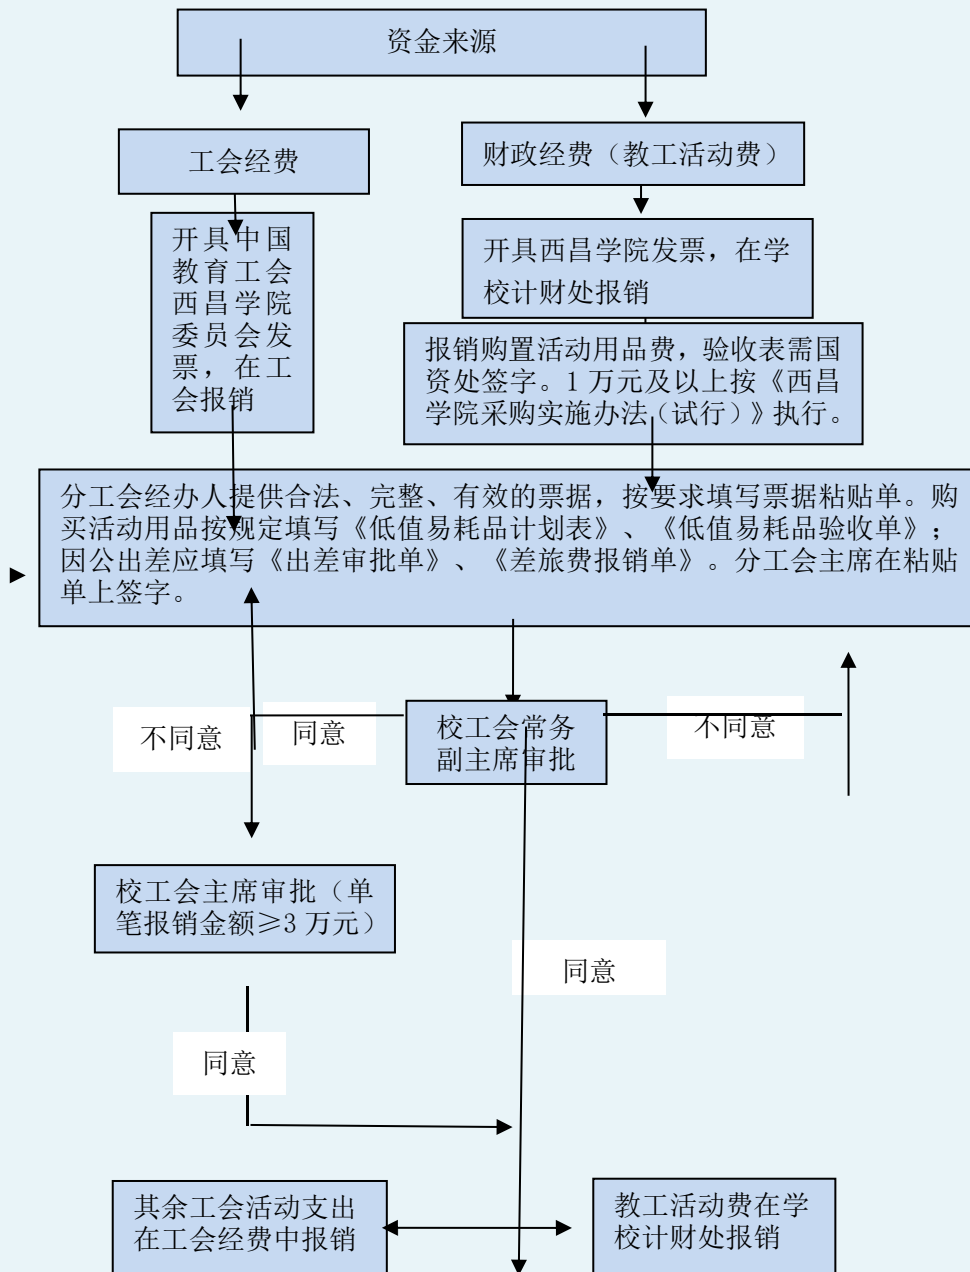 资金来源
工会经费
财政经费（教工活动费）
开具中国
教育工会
西昌学院
委员会发
票，在工
会报销
开具西昌学院发票，在学
校计财处报销
报销购置活动用品费，验收表需国
资处签字。1 万元及以上按《西昌
学院采购实施办法（试行）》执行。
分工会经办人提供合法、完整、有效的票据，按要求填写票据粘贴单。购
买活动用品按规定填写《低值易耗品计划表》、《低值易耗品验收单》；
因公出差应填写《出差审批单》、《差旅费报销单》。分工会主席在粘贴
单上签字。
不同意
同意
校工会常务
副主席审批
不同意
校工会主席审批（单
笔报销金额≥3 万元）
同意
同意
其余工会活动支出
在工会经费中报销
教工活动费在学
校计财处报销